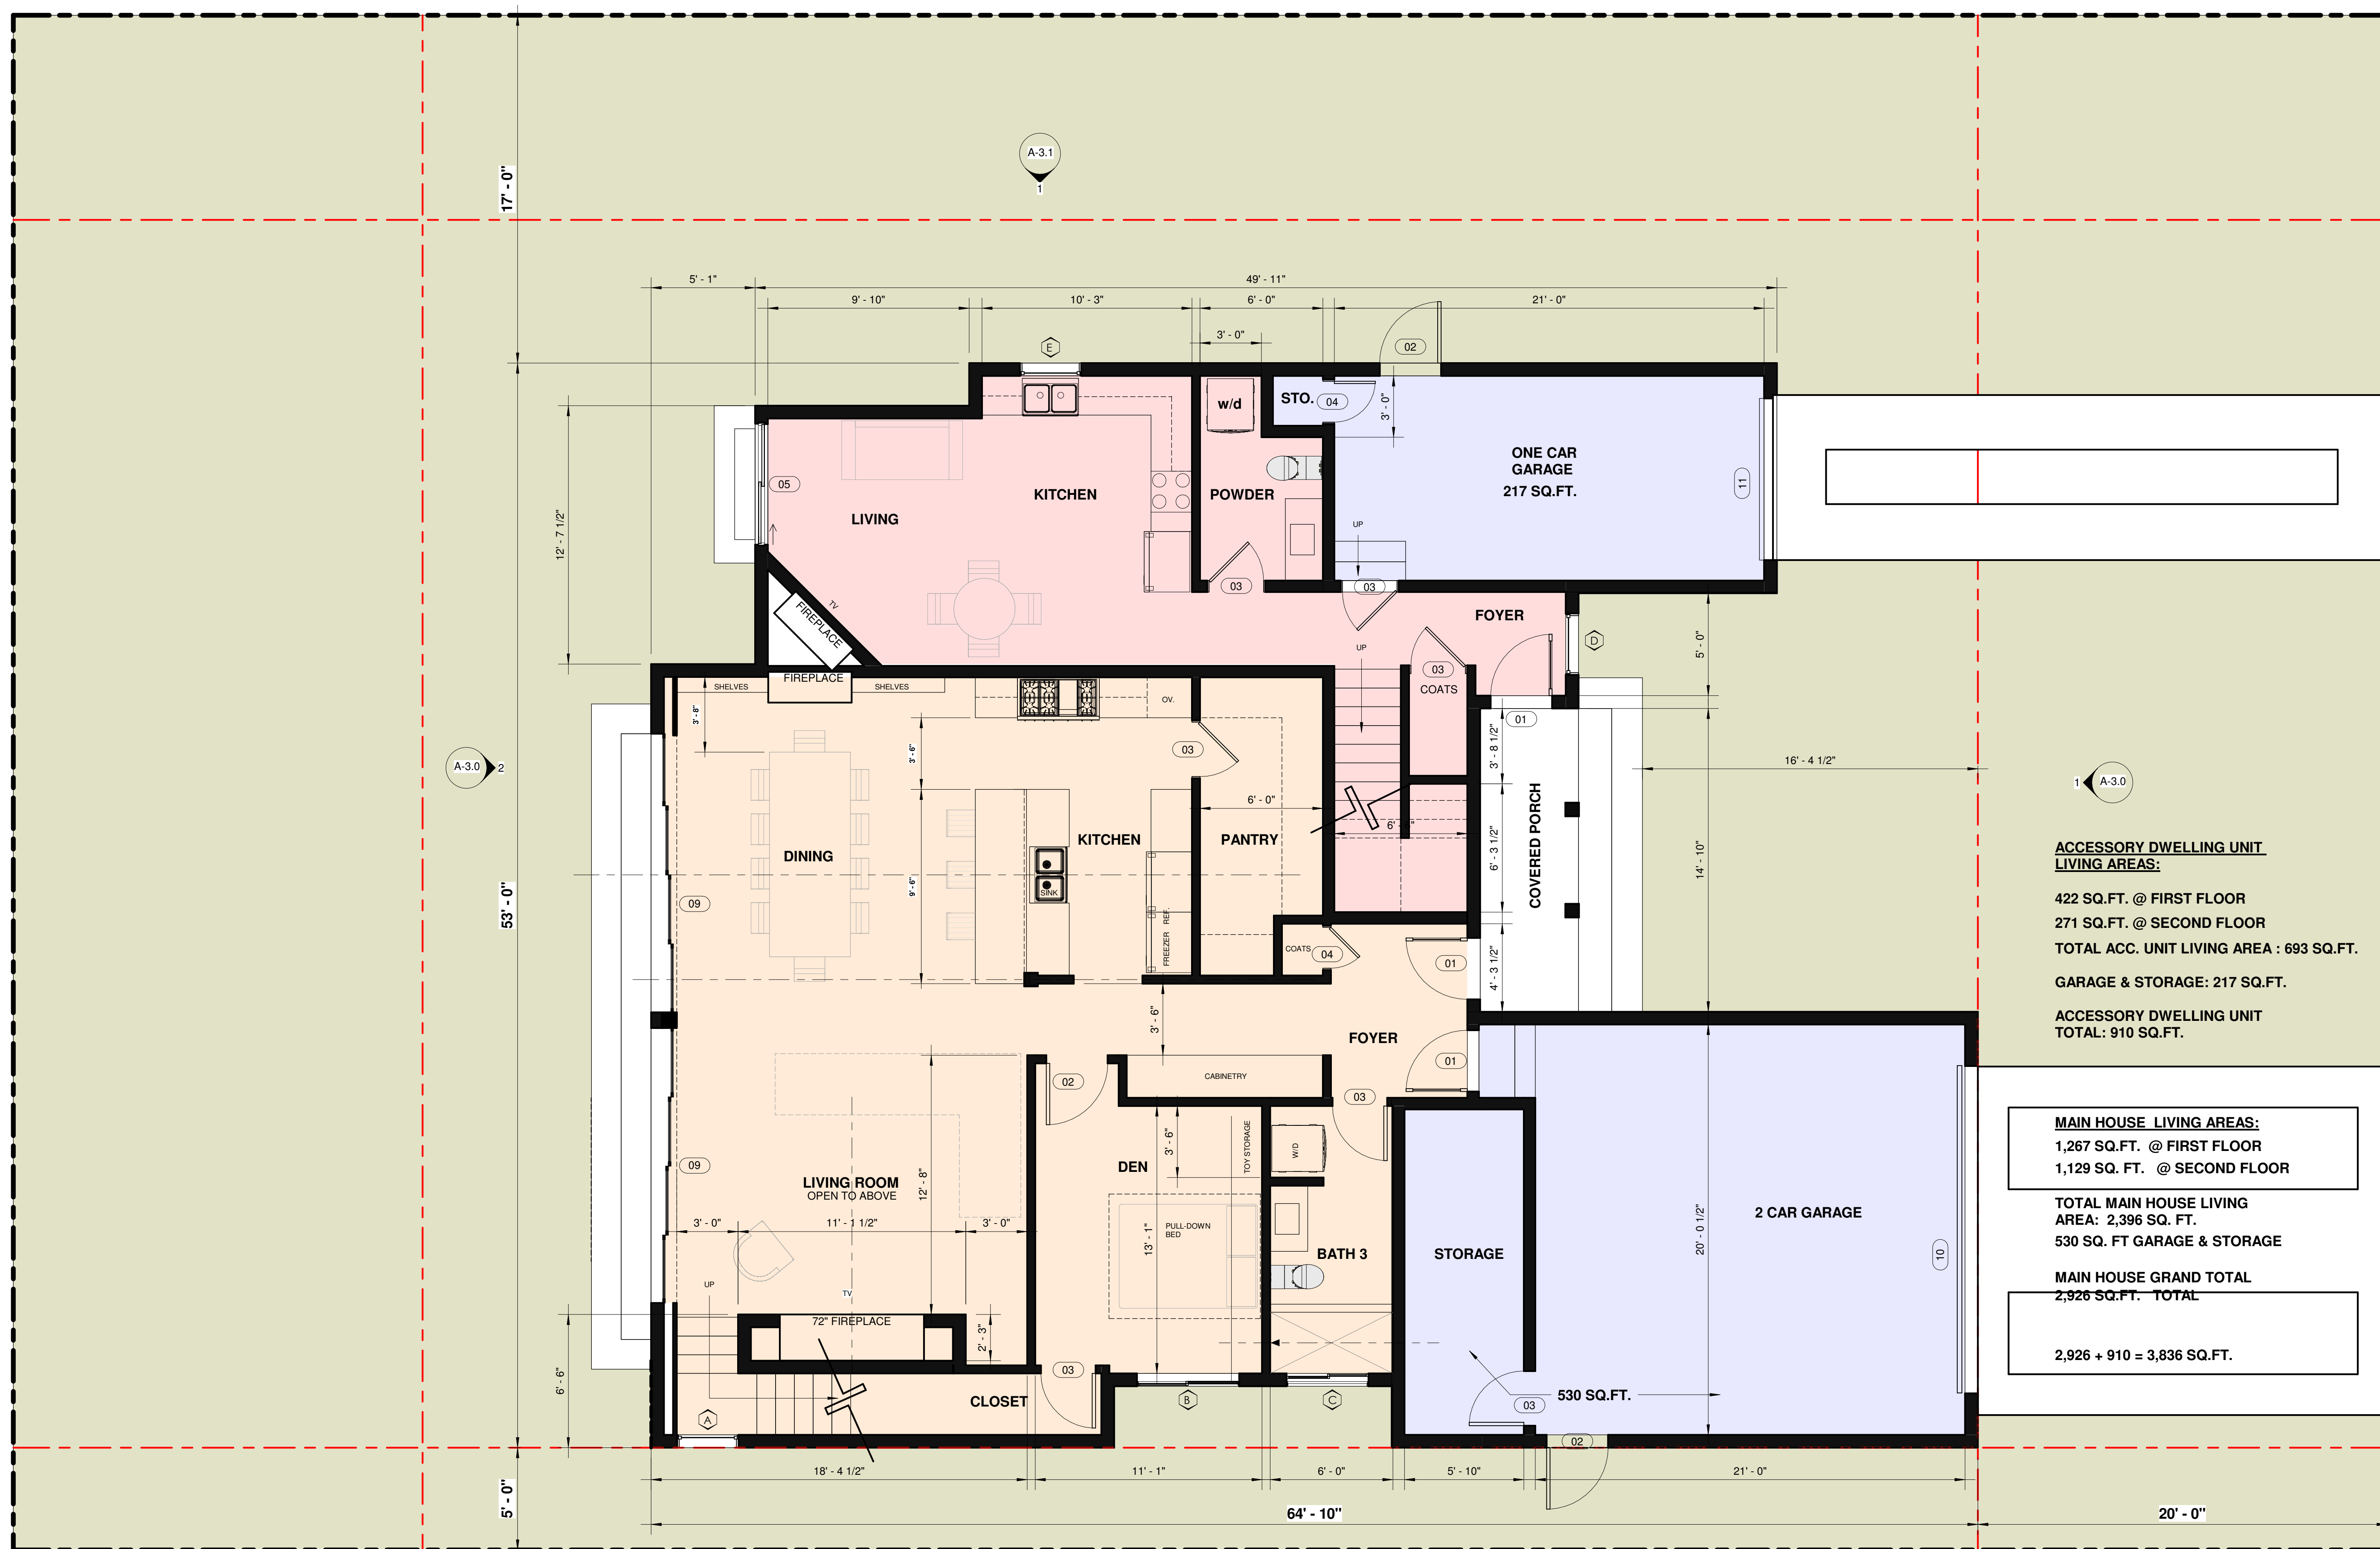 A-3.1
1
17' - 0"
5' - 1"
49' - 11"
9' - 10"
10' - 3"
6' - 0"
21' - 0"
3' - 0"
E
02
w/d
STO.
04
3' - 0"
ONE CAR
GARAGE
217 SQ.FT.
11
05
KITCHEN
POWDER
LIVING
12' - 7 1/2"
UP
03
03
TV
FIREPLACE
FOYER
D
5' - 0"
UP
03
COATS
FIREPLACE
SHELVES
SHELVES
OV.
3' - 8"
01
03
3' - 6"
3' - 8 1/2"
16' - 4 1/2"
A-3.0
2
1
A-3.0
6' - 0"
6'
KITCHEN
PANTRY
DINING
COVERED PORCH
6' - 3 1/2"
14' - 10"
SINK
9' - 6"
53' - 0"
09
FREEZER
REF.
COATS
04
01
4' - 3 1/2"
3' - 6"
FOYER
01
02
CABINETRY
03
ACCESSORY DWELLING UNIT
LIVING AREAS:
422 SQ.FT. @ FIRST FLOOR
271 SQ.FT. @ SECOND FLOOR
TOTAL ACC. UNIT LIVING AREA : 693 SQ.FT.
GARAGE & STORAGE: 217 SQ.FT.
ACCESSORY DWELLING UNIT
TOTAL: 910 SQ.FT.
MAIN HOUSE LIVING AREAS:
1,267 SQ.FT. @ FIRST FLOOR
1,129 SQ. FT. @ SECOND FLOOR
TOTAL MAIN HOUSE LIVING
AREA: 2,396 SQ. FT.
530 SQ. FT GARAGE & STORAGE
MAIN HOUSE GRAND TOTAL
2,926 SQ.FT. TOTAL
2,926 + 910 = 3,836 SQ.FT.
09
LIVING ROOM
OPEN TO ABOVE
12' - 8"
3' - 0"
11' - 1 1/2"
3' - 0"
DEN
3' - 6"
TOY STORAGE
W/D
13' - 1"
PULL-DOWN
BED
BATH 3
STORAGE
2 CAR GARAGE
20' - 0 1/2"
10
UP
TV
72" FIREPLACE
2' - 3"
6' - 6"
03
CLOSET
A
B
C
530 SQ.FT.
03
02
18' - 4 1/2"
11' - 1"
6' - 0"
5' - 10"
21' - 0"
5' - 0"
64' - 10"
20' - 0"